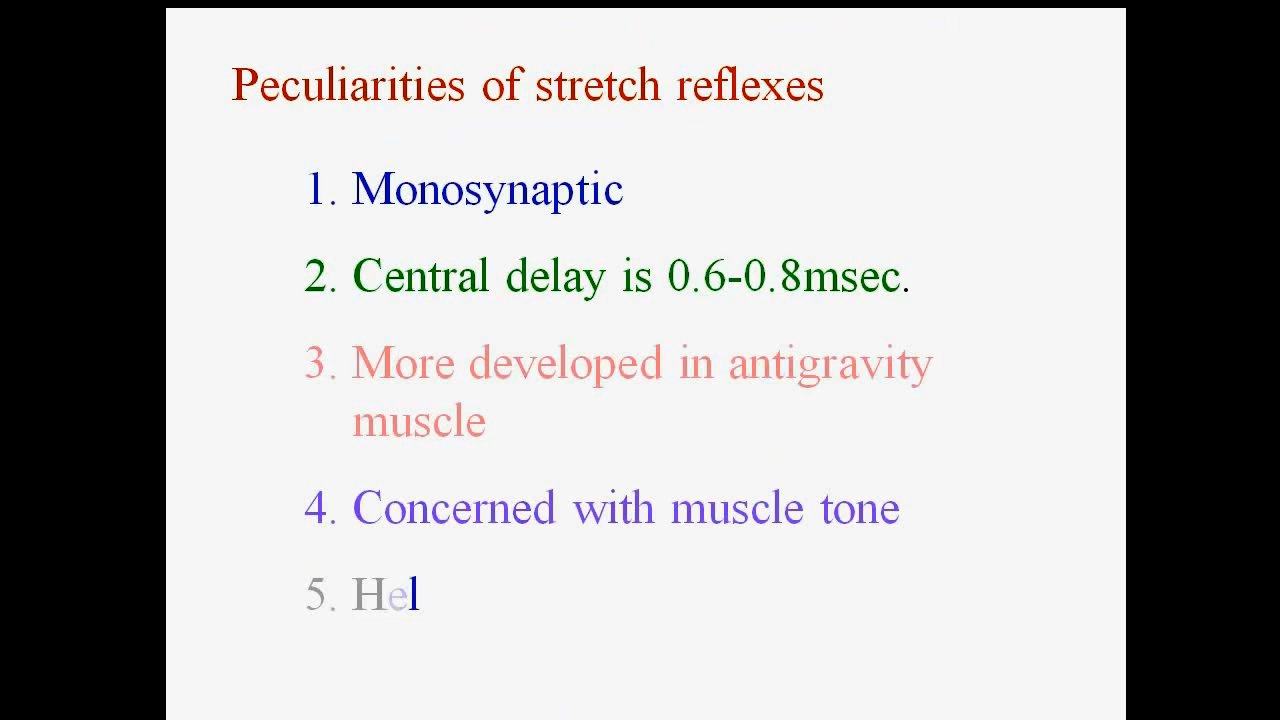 Peculiarities of stretch reflexes
1. Monosynaptic
2. Central delay is 0.6-0.8msec.
3. More developed in antigravity
muscle
4. Concerned with muscle tone
5. Hel